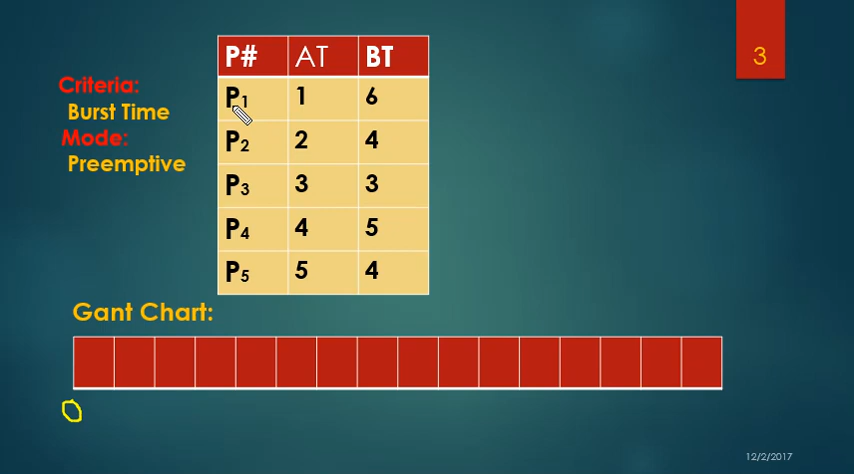 3
P# AT BT
Criteria:
Burst Time
Mode:
Preemptive
P1 1 6
P2 2 4
P3 3 3
P4 4 5
P5 5 4
Gant Chart:
0
12/2/2017